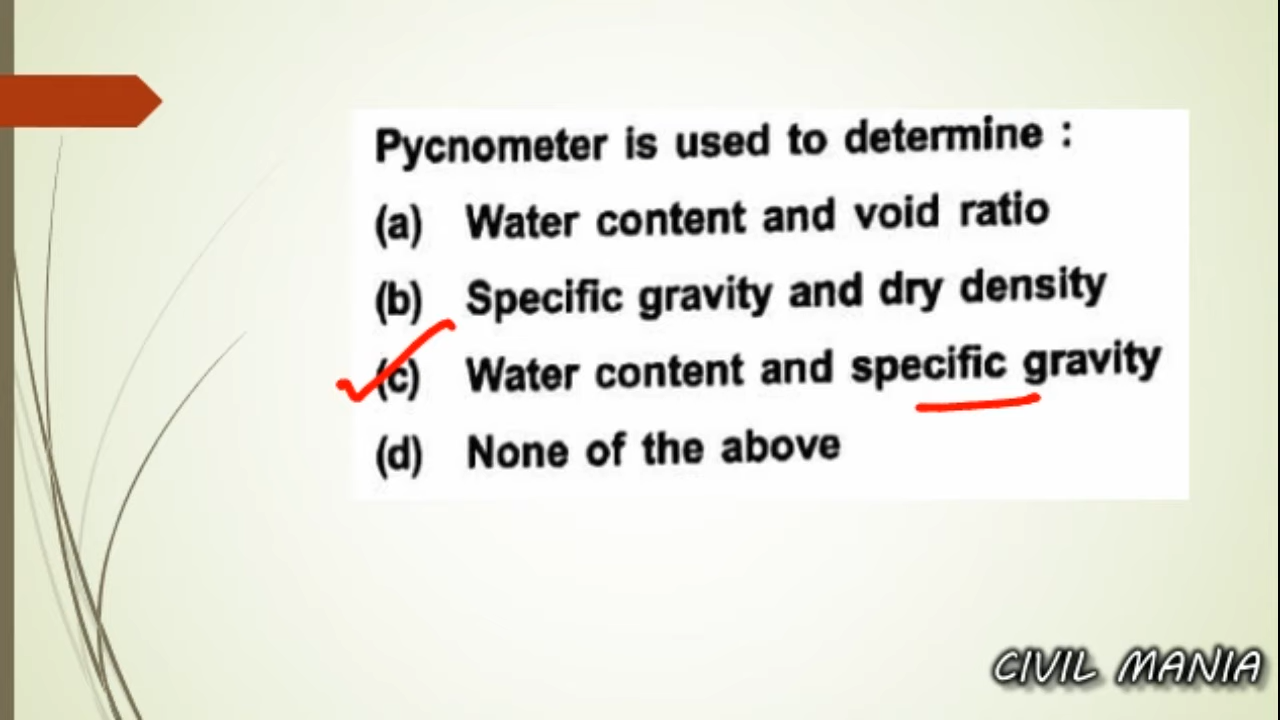 Pycnometer is used to determine :
(a) Water content and void ratio
(b) Specific gravity and dry density
(c) Water content and specific gravity
(d) None of the above
CIVIL MANIA